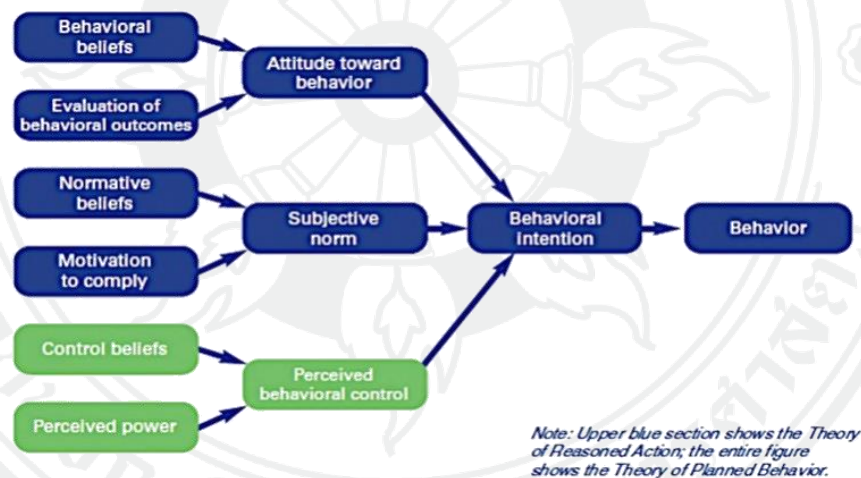 Behavioral
beliefs
Attitude toward
behavior
Evaluation of
behavioral outcomes
Normative
beliefs
Subjective
norm
Behavioral
intention
Behavior
Motivation
to comply
Control beliefs
Perceived
behavioral control
Perceived power
Note: Upper blue section shows the Theory
of Reasoned Action; the entire figure
shows the Theory of Planned Behavior.